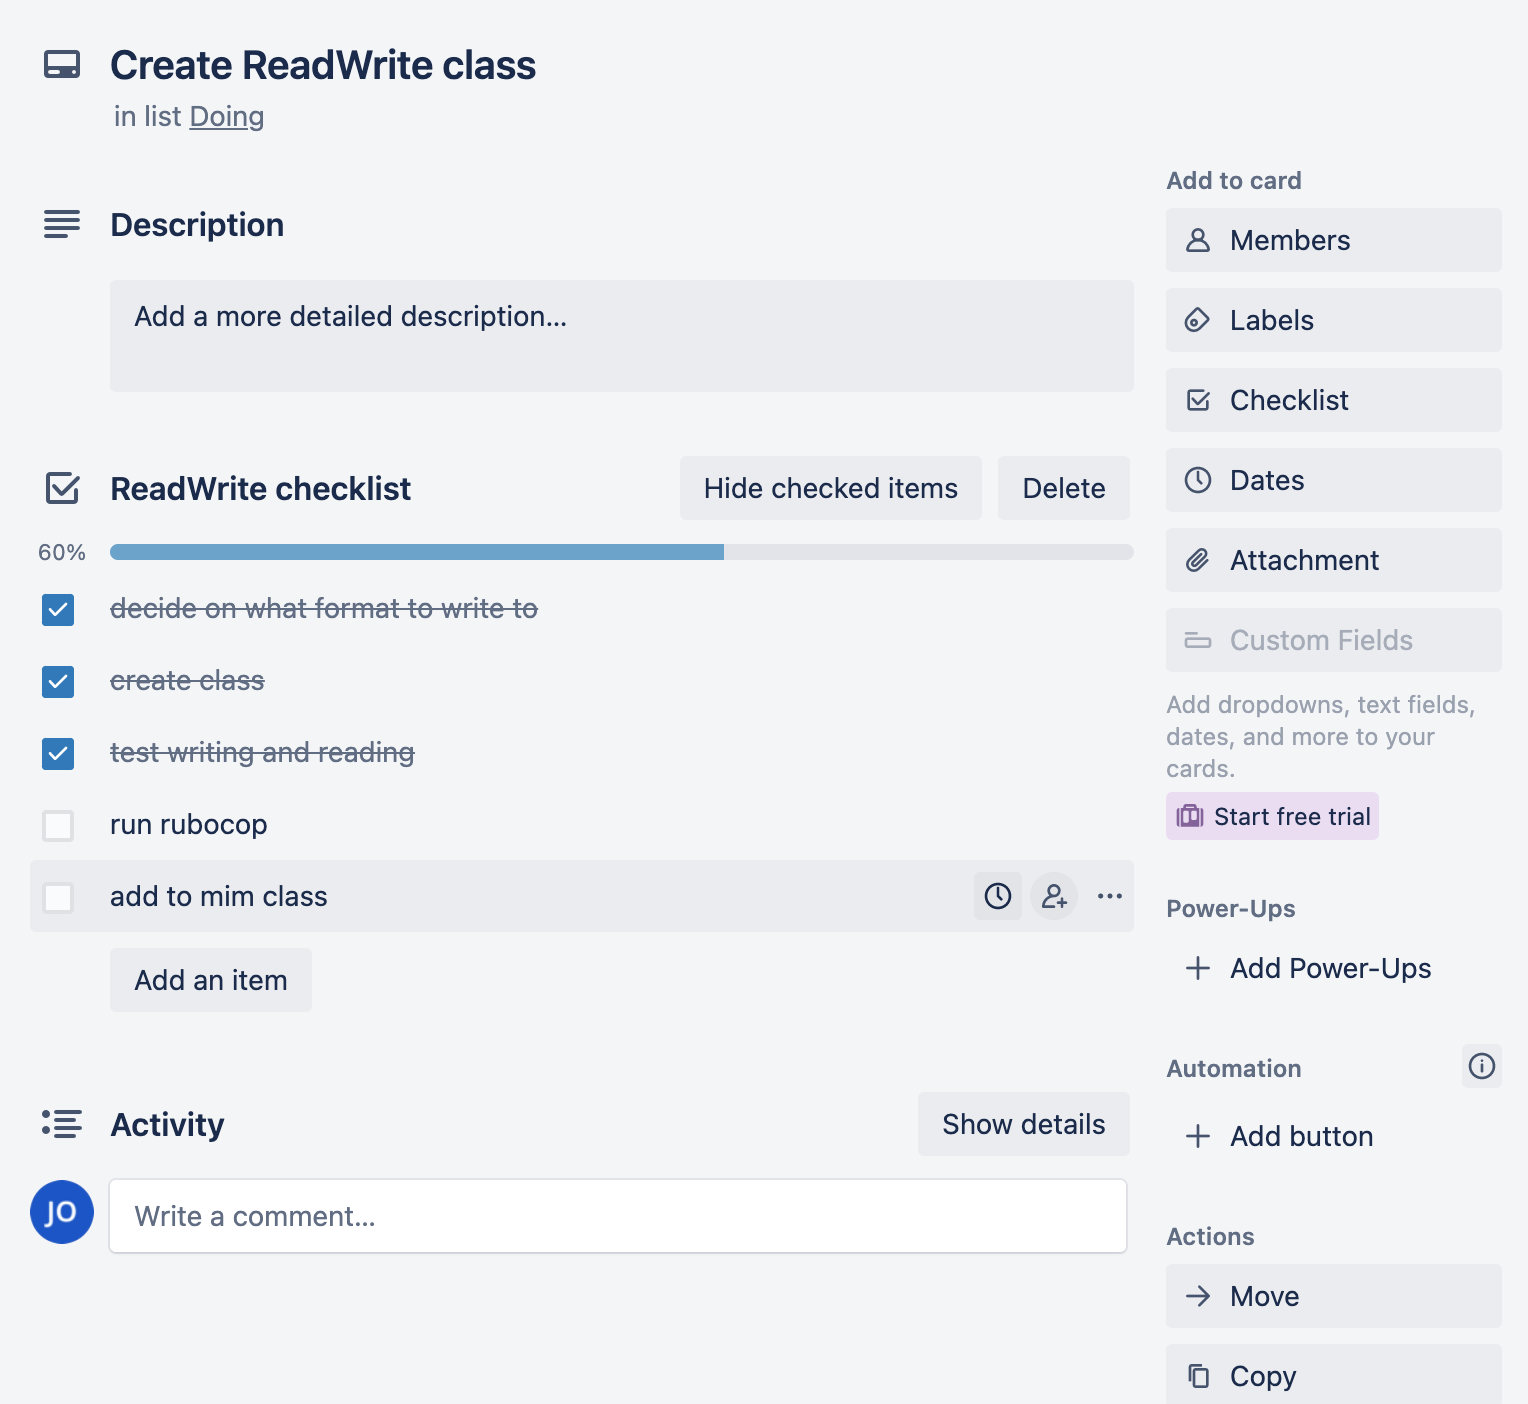 Create ReadWrite class
in list Doing
Description
Add a more detailed description...
ReadWrite checklist
Hide checked items
Delete
60%
decide on what format to write to
create class
test writing and reading
run rubocop
add to mim class
Add an item
Activity
Show details
JO
Write a comment...
Add to card
Members
Labels
Checklist
Dates
Attachment
Custom Fields
Add dropdowns, text fields,
dates, and more to your
cards.
Start free trial
Power-Ups
Add Power-Ups
Automation
Add button
Actions
Move
Copy